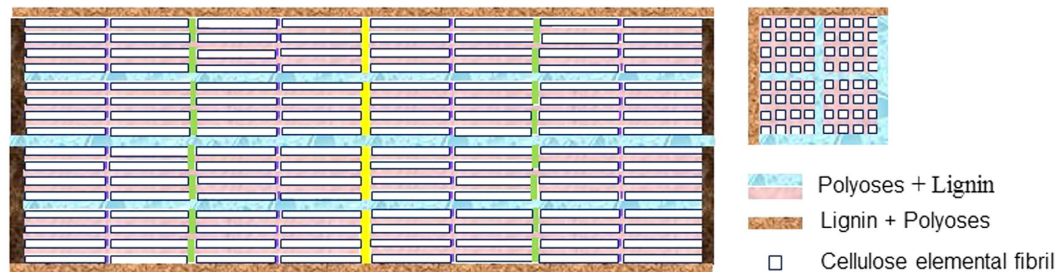 Polyoses + Lignin
Lignin + Polyoses
Cellulose elemental fibril